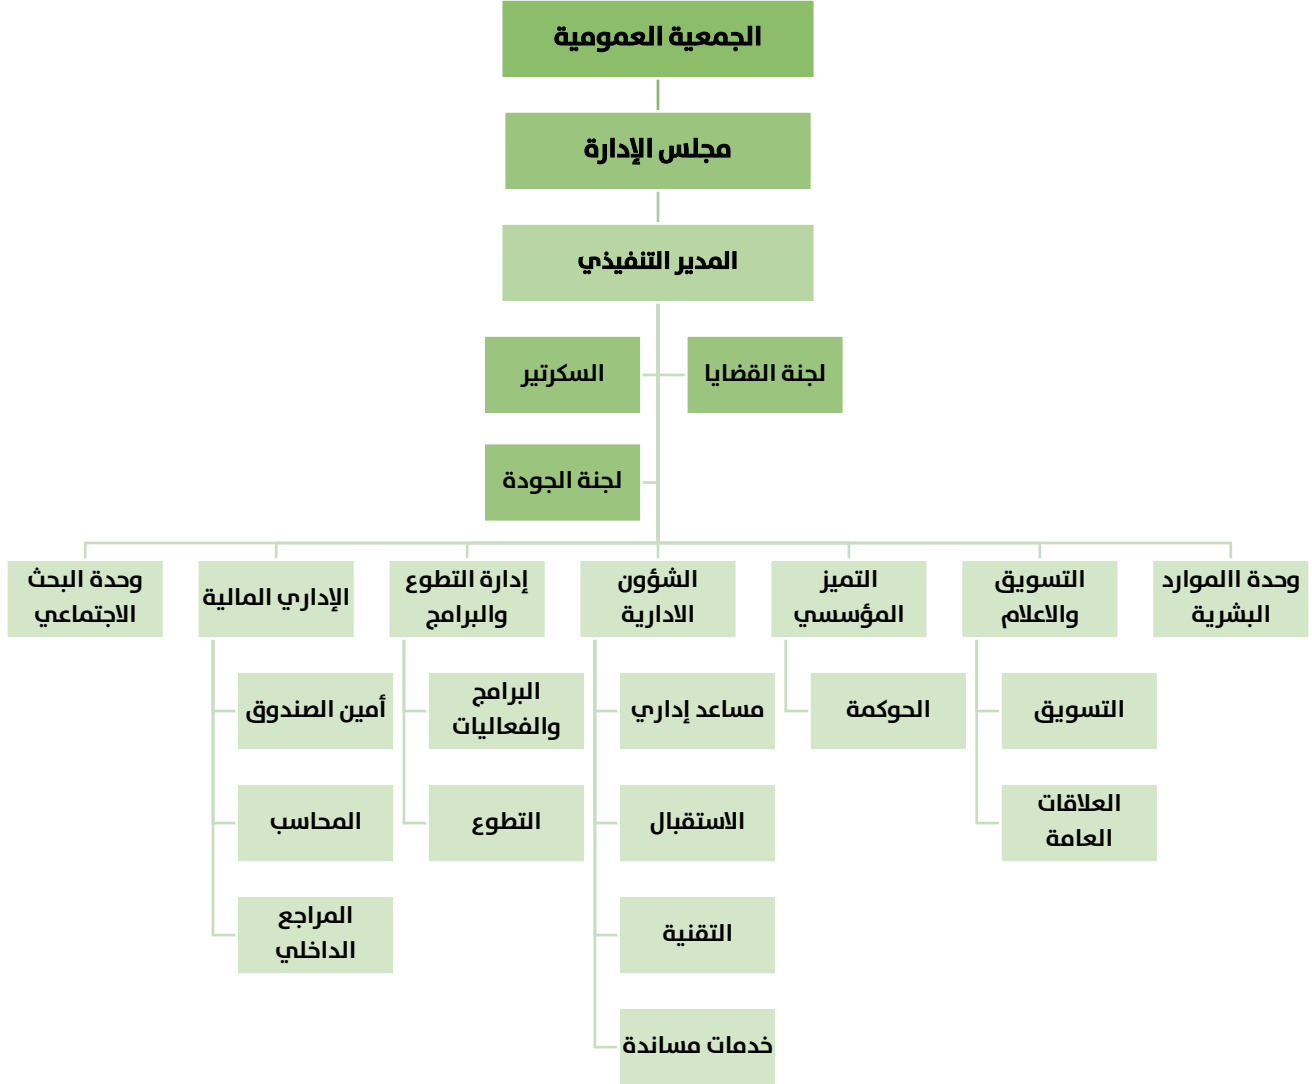 الجمعية العمومية
مجلس الإدارة
المدير التنفيذي
لجنة القضايا
السكرتير
لجنة الجودة
وحدة االموارد
البشرية
التسويق
والاعلام
التميز
المؤسسي
الشؤون
الادارية
إدارة التطوع
والبرامج
الإداري المالية
وحدة البحث
الاجتماعي
التسويق
الحوكمة
مساعد إداري
البرامج
والفعاليات
أمين الصندوق
العلاقات
العامة
الاستقبال
التطوع
المحاسب
التقنية
المراجع
الداخلي
خدمات مساندة